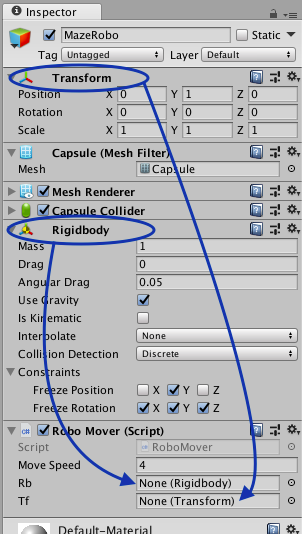 Inspector
MazeRobo Static
Tag Untagged Layer Default
Transform
Position X 0 Y 1 Z 0
Rotation X 0 Y 0 Z 0
Scale X 1 Y 1 Z 1
Capsule (Mesh Filter)
Mesh Capsule
Mesh Renderer
Capsule Collider
Rigidbody
Mass 1
Drag 0
Angular Drag 0.05
Use Gravity
Is Kinematic
Interpolate None
Collision Detection Discrete
Constraints
Freeze Position X Y Z
Freeze Rotation X Y Z
Robo Mover (Script)
Script RoboMover
Move Speed 4
Rb None (Rigidbody)
Tf None (Transform)
Default-Material